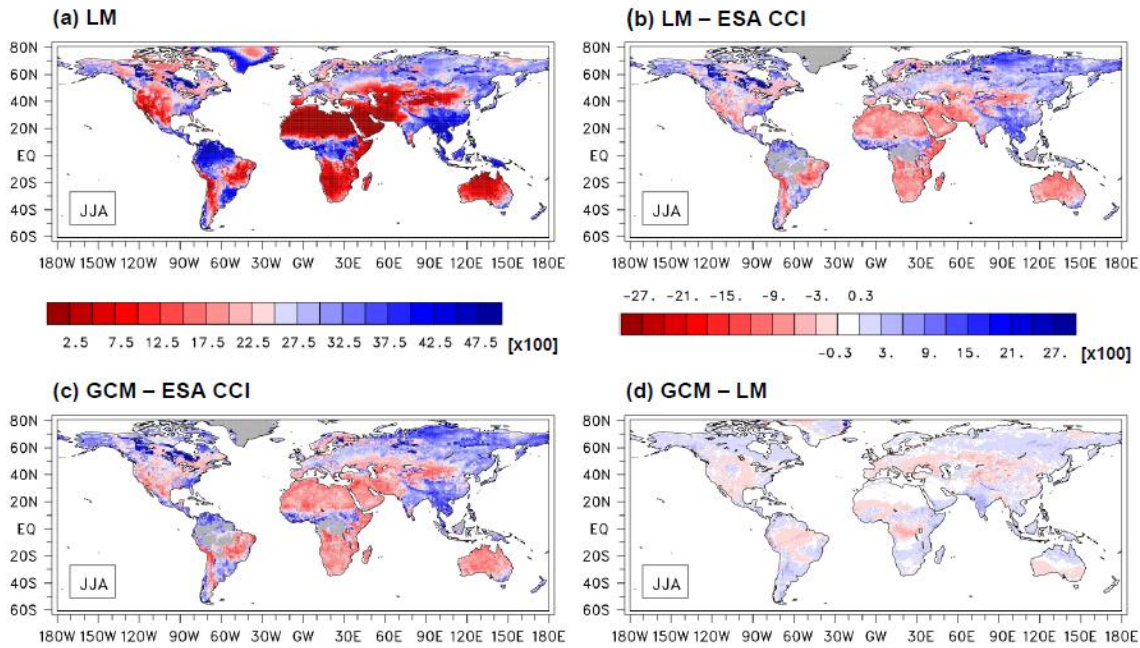 (a) LM
80N
60N
40N
20N
EQ
20S
40S
60S
JJA
180W 150W 120W 90W 60W 30W GW 30E 60E 90E 120E 150E 180E
(b) LM – ESA CCI
80N
60N
40N
20N
EQ
20S
40S
60S
JJA
180W 150W 120W 90W 60W 30W GW 30E 60E 90E 120E 150E 180E
2.5 7.5 12.5 17.5 22.5 27.5 32.5 37.5 42.5 47.5 [x100]
-27. -21. -15. -9. -3. 0.3
-0.3 3. 9. 15. 21. 27. [x100]
(c) GCM – ESA CCI
80N
60N
40N
20N
EQ
20S
40S
60S
JJA
180W 150W 120W 90W 60W 30W GW 30E 60E 90E 120E 150E 180E
(d) GCM – LM
80N
60N
40N
20N
EQ
20S
40S
60S
JJA
180W 150W 120W 90W 60W 30W GW 30E 60E 90E 120E 150E 180E